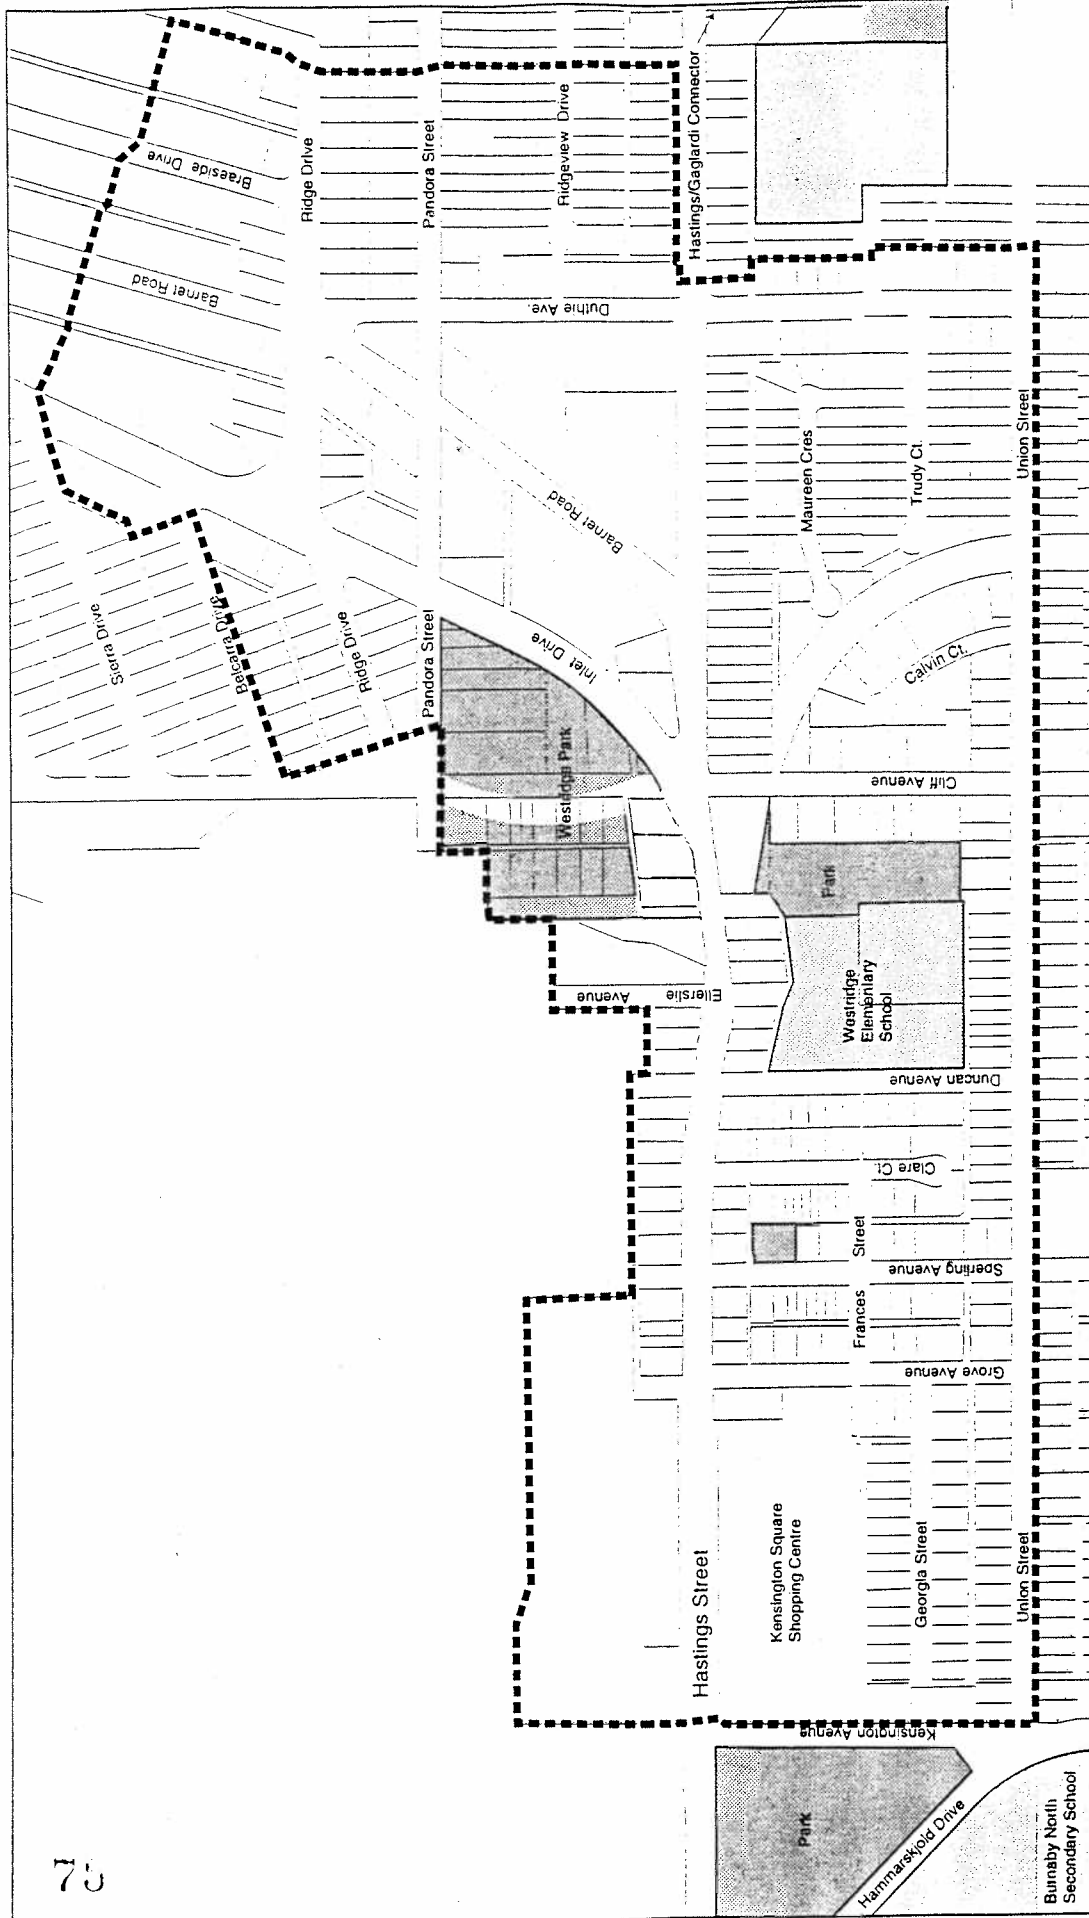 Braeside Drive
Ridge Drive
Pandora Street
Ridgeview Drive
Hastings/Gaglardi Connector
Barnet Road
Duthie Ave.
Barnet Road
Maureen Cres
Trudy Ct.
Union Street
Sierra Drive
Belcarra Drive
Ridge Drive
Pandora Street
Inlet Drive
Calvin Ct.
Westridge Park
Cliff Avenue
Park
Ellerslie Avenue
Westridge
Elementary
School
Duncan Avenue
Clare Ct.
Frances Street
Sperling Avenue
Grove Avenue
Hastings Street
Kensington Square
Shopping Centre
Georgia Street
Union Street
Kensington Avenue
Park
Hammarskjold Drive
Burnaby North
Secondary School